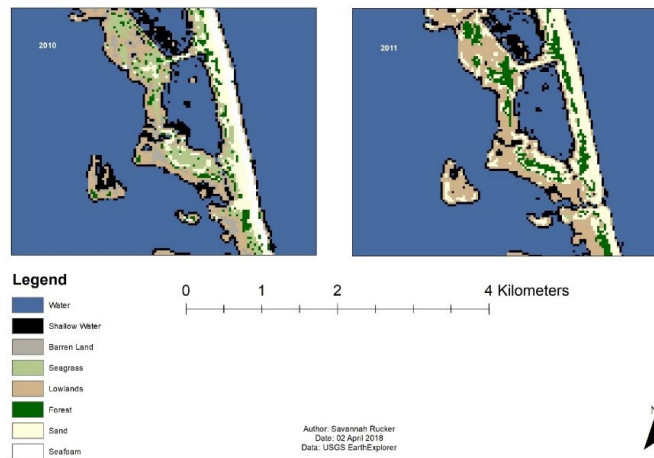 2010
2011
Legend
Water
Shallow Water
Barren Land
Seagrass
Lowlands
Forest
Sand
Seafoam
0 1 2 4 Kilometers
Author: Savannah Rucker
Date: 02 April 2018
Data: USGS EarthExplorer